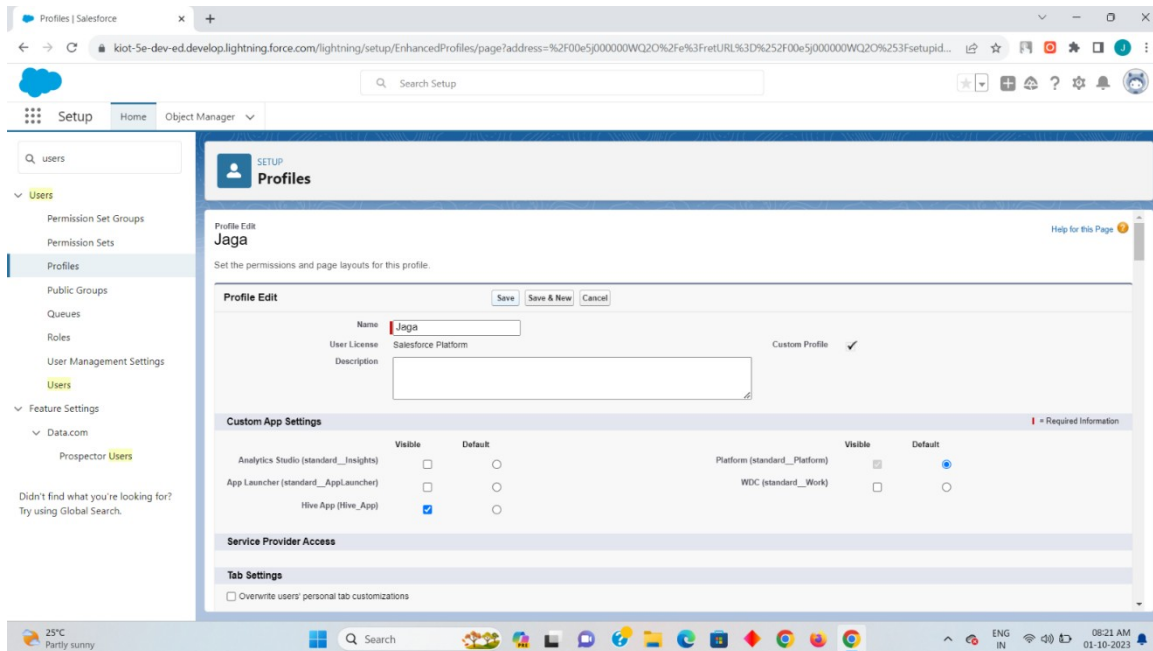 Profiles | Salesforce
kiot-5e-dev-ed.develop.lightning.force.com/lightning/setup/EnhancedProfiles/page?address=%2F00e5j000000WQ2O%2Fe%3FretURL%3D%252F00e5j000000WQ2O%253Fsetupid...
J
Search Setup
Setup
Home
Object Manager
users
Users
Permission Set Groups
Permission Sets
Profiles
Public Groups
Queues
Roles
User Management Settings
Users
Feature Settings
Data.com
Prospector Users
Didn't find what you're looking for?
Try using Global Search.
SETUP
Profiles
Profile Edit
Jaga
Help for this Page
Set the permissions and page layouts for this profile.
Profile Edit
Save
Save & New
Cancel
Name
Jaga
User License
Salesforce Platform
Custom Profile
Description
Custom App Settings
= Required Information
Visible
Default
Visible
Default
Analytics Studio (standard__Insights)
Platform (standard__Platform)
App Launcher (standard__AppLauncher)
WDC (standard__Work)
Hive App (Hive_App)
Service Provider Access
Tab Settings
Overwrite users' personal tab customizations
25°C
Partly sunny
Search
ENG
IN
08:21 AM
01-10-2023